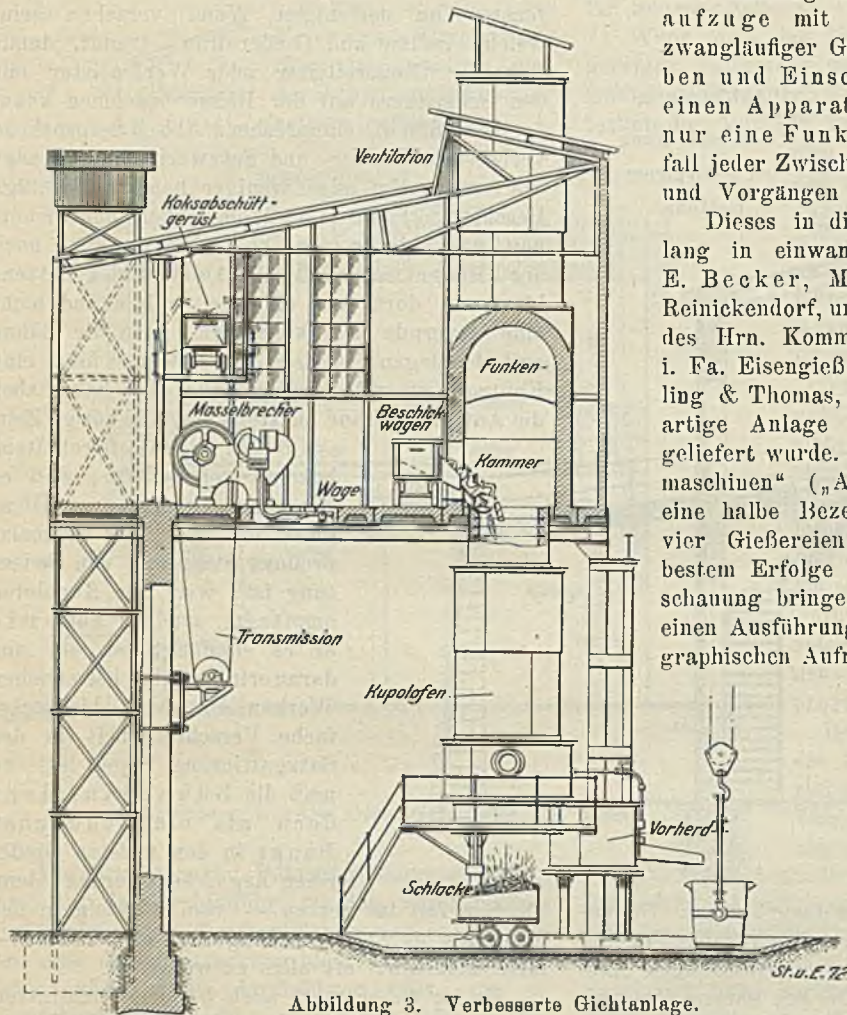 aufzuge mit
zwangläufiger G
ben und Einsc
einen Apparat
nur eine Funk
fall jeder Zwisch
und Vorgängen
Dieses in di
lang in einwan
E. Becker, M
Reinickendorf, un
des Hrn. Komm
i. Fa. Eisengieß
ling & Thomas,
artige Anlage
geliefert wurde.
maschinen“ („A
eine halbe Beze
vier Gießereien
bestem Erfolge
schauung bringe
einen Ausführung
graphischen Aufn
Ventilation
Koksabschütt-
gerüst
Funken-
Masselbrecher
Beschick-
wagen
Kammer
Wage
Transmission
Kupolofen
Vorherd
Schlacke
St.u.E.72
Abbildung 3. Verbesserte Gichtanlage.